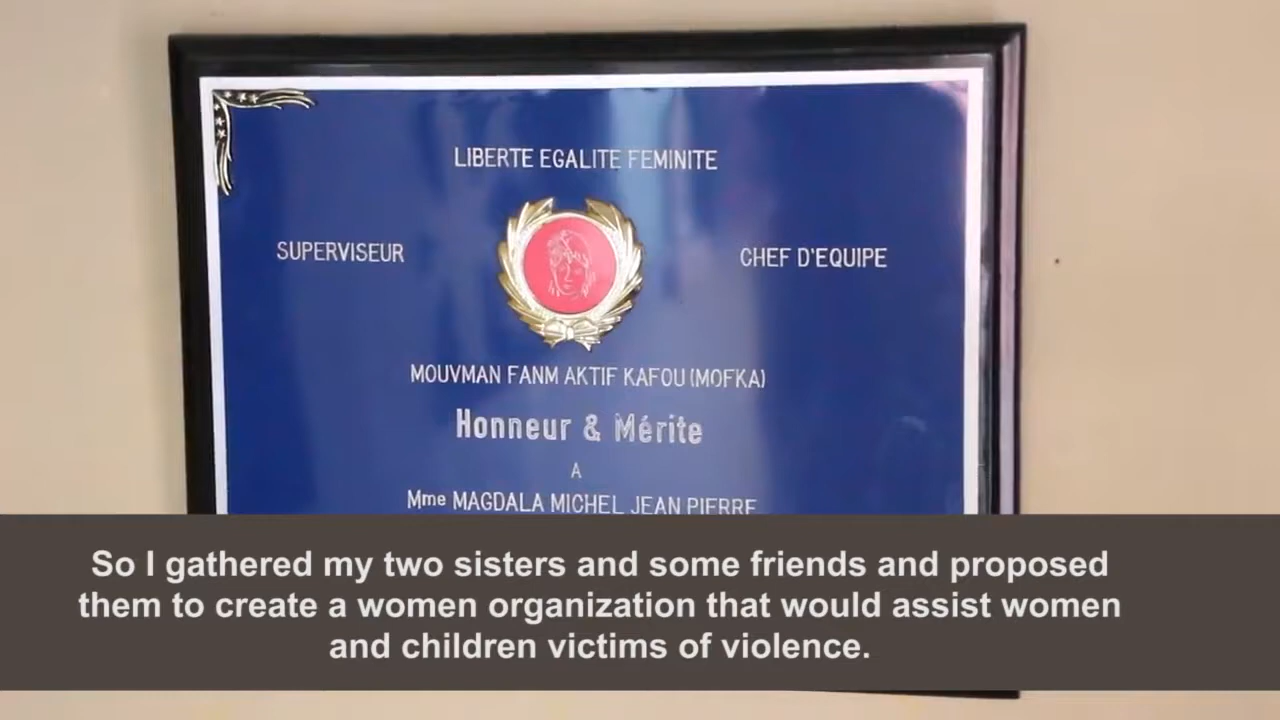 LIBERTE EGALITE FEMINITE
SUPERVISEUR
CHEF D'EQUIPE
MOUVMAN FANM AKTIF KAFOU (MOFKA)
Honneur & Mérite
A
Mme MAGDALA MICHEL JEAN PIERRE
So I gathered my two sisters and some friends and proposed
them to create a women organization that would assist women
and children victims of violence.